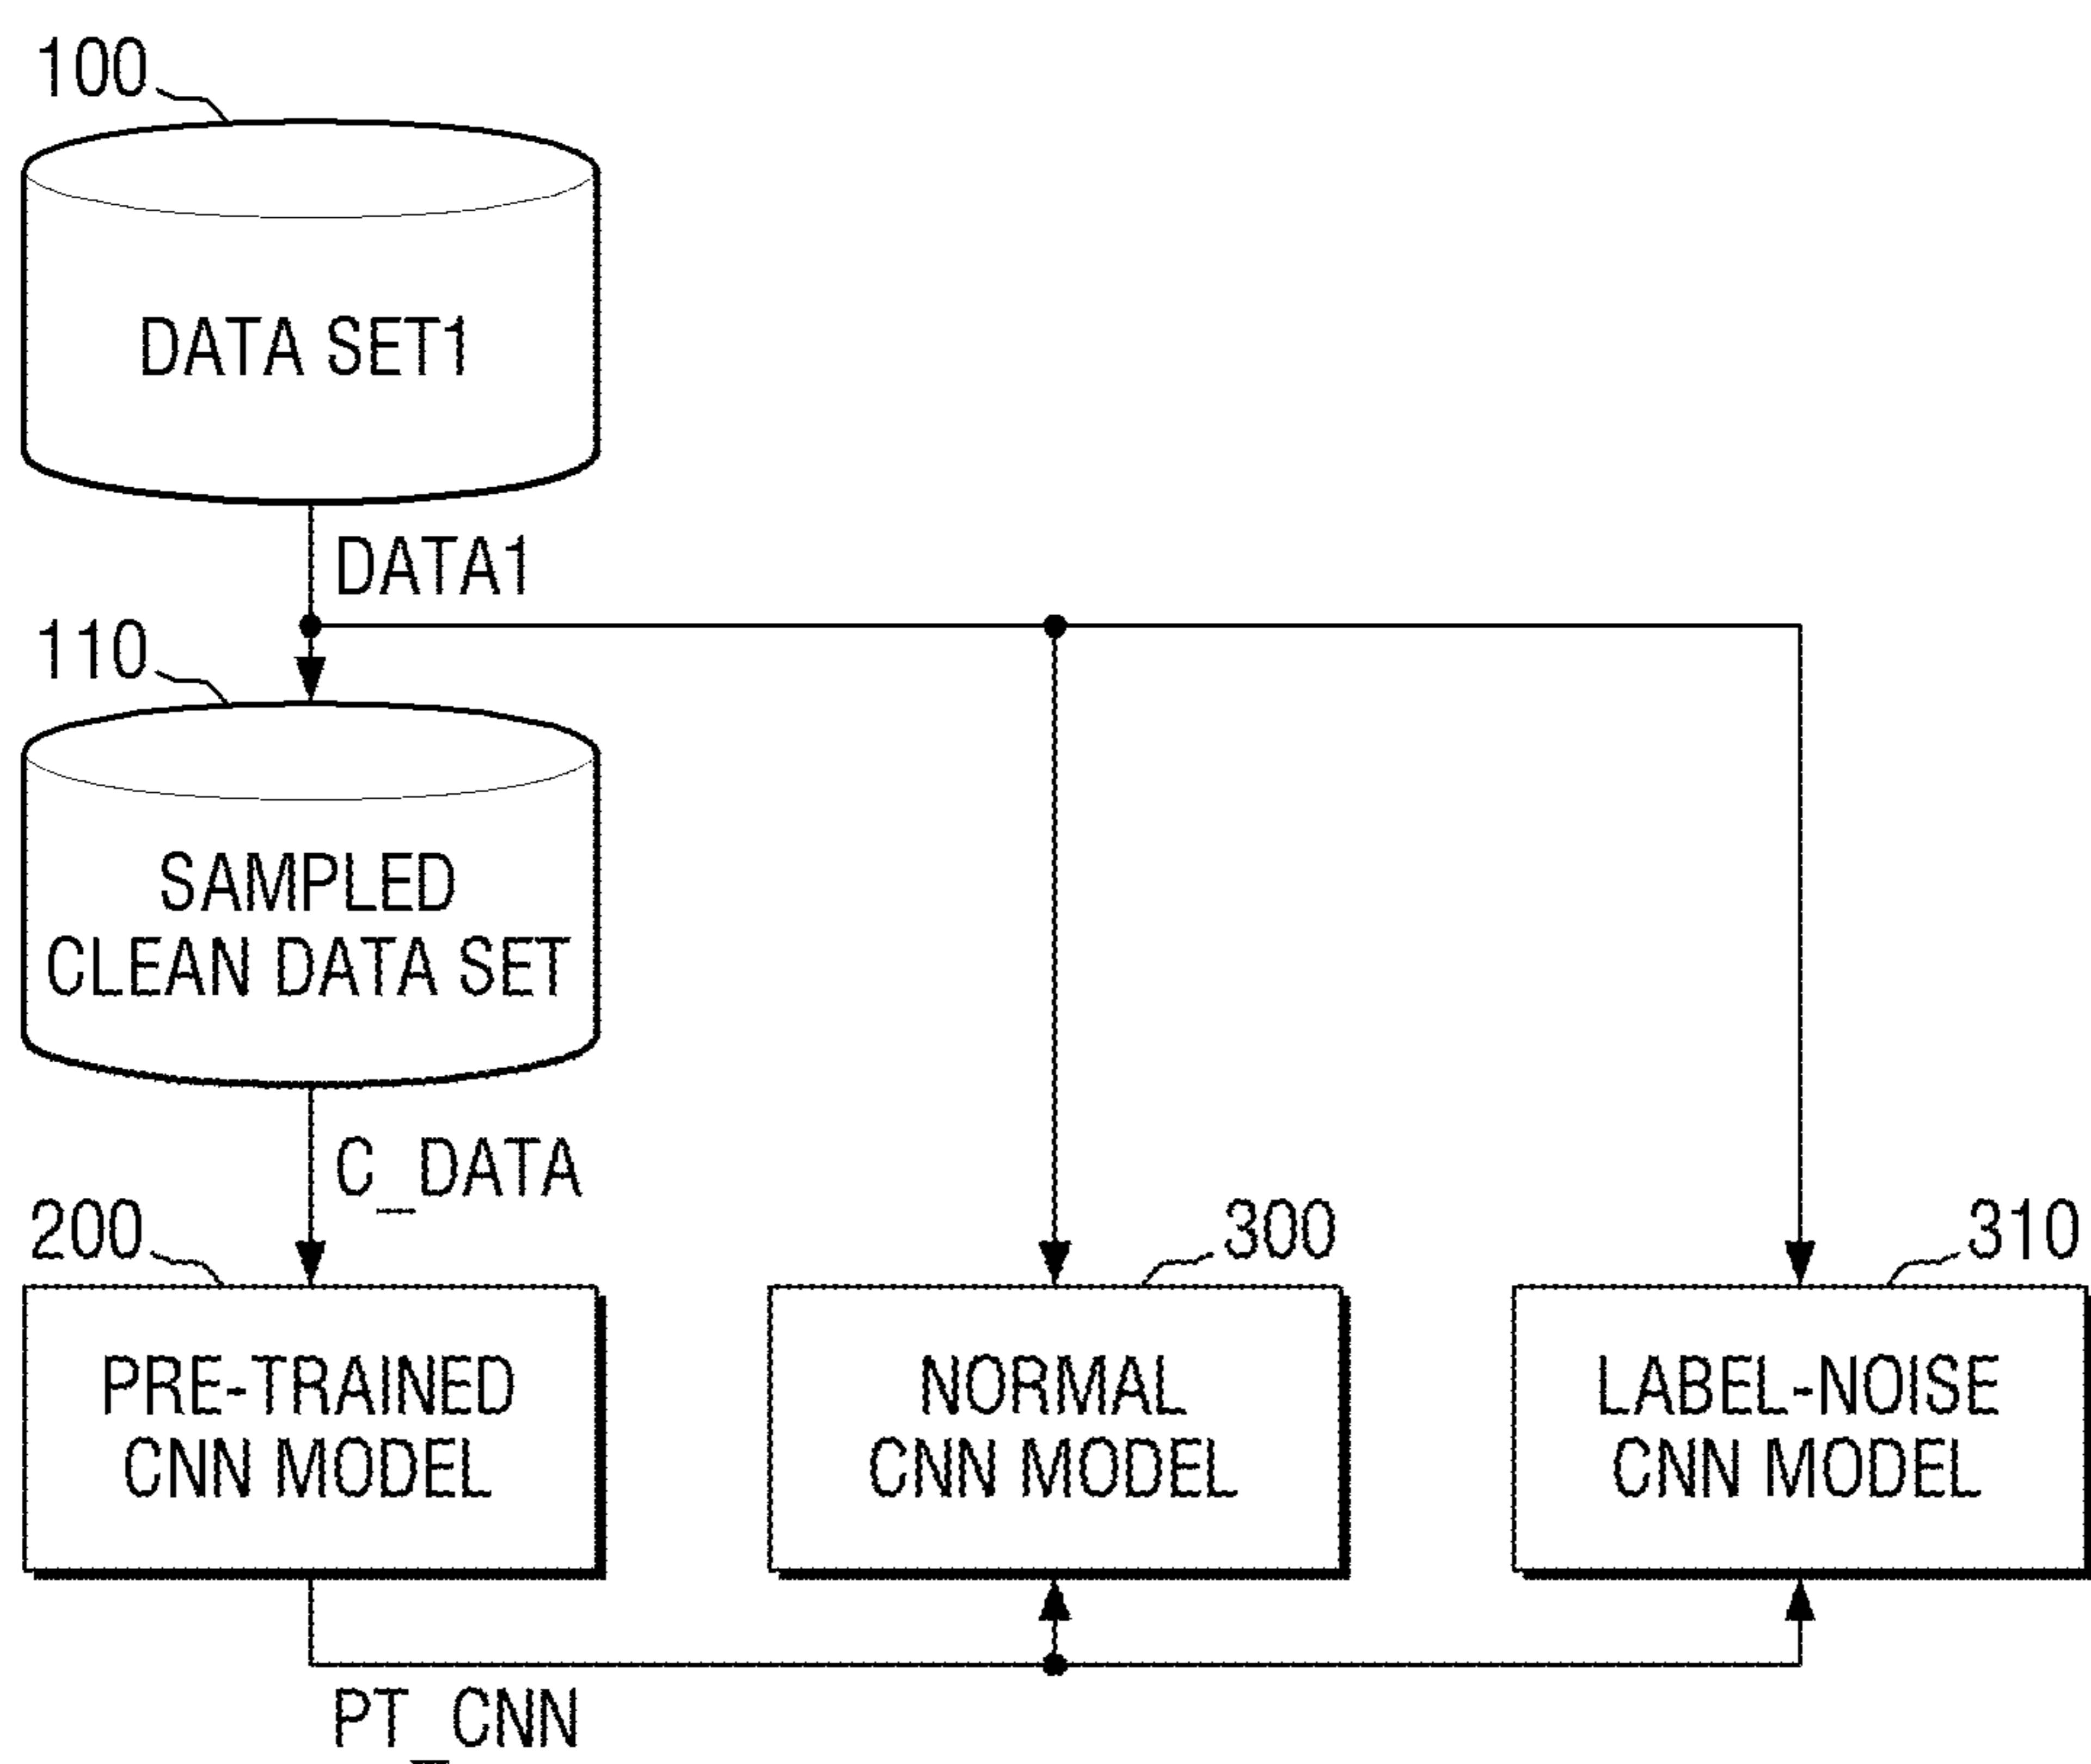 100
DATA SET1
DATA1
110
SAMPLED
CLEAN DATA SET
C_DATA
200
300
310
PRE-TRAINED
CNN MODEL
NORMAL
CNN MODEL
LABEL-NOISE
CNN MODEL
PT_CNN